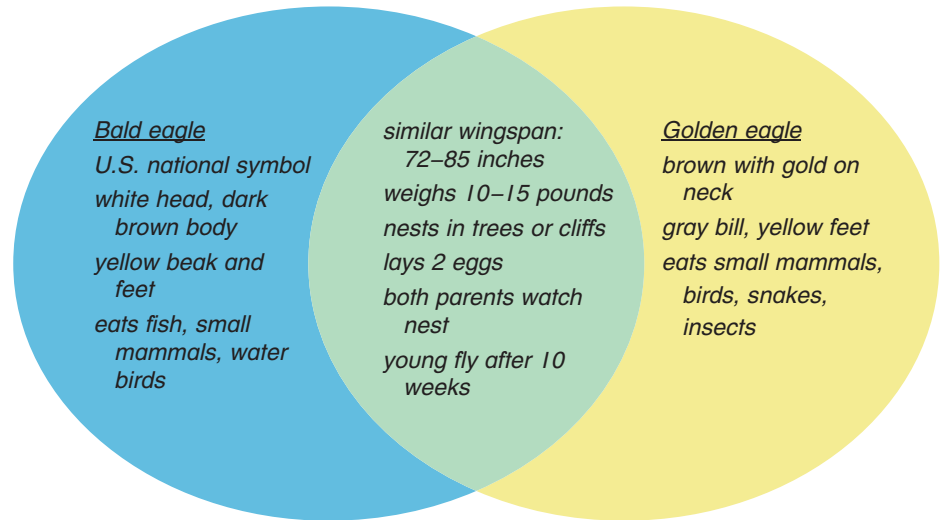 Bald eagle
U.S. national symbol
white head, dark
brown body
yellow beak and
feet
eats fish, small
mammals, water
birds
similar wingspan:
72–85 inches
weighs 10–15 pounds
nests in trees or cliffs
lays 2 eggs
both parents watch
nest
young fly after 10
weeks
Golden eagle
brown with gold on
neck
gray bill, yellow feet
eats small mammals,
birds, snakes,
insects